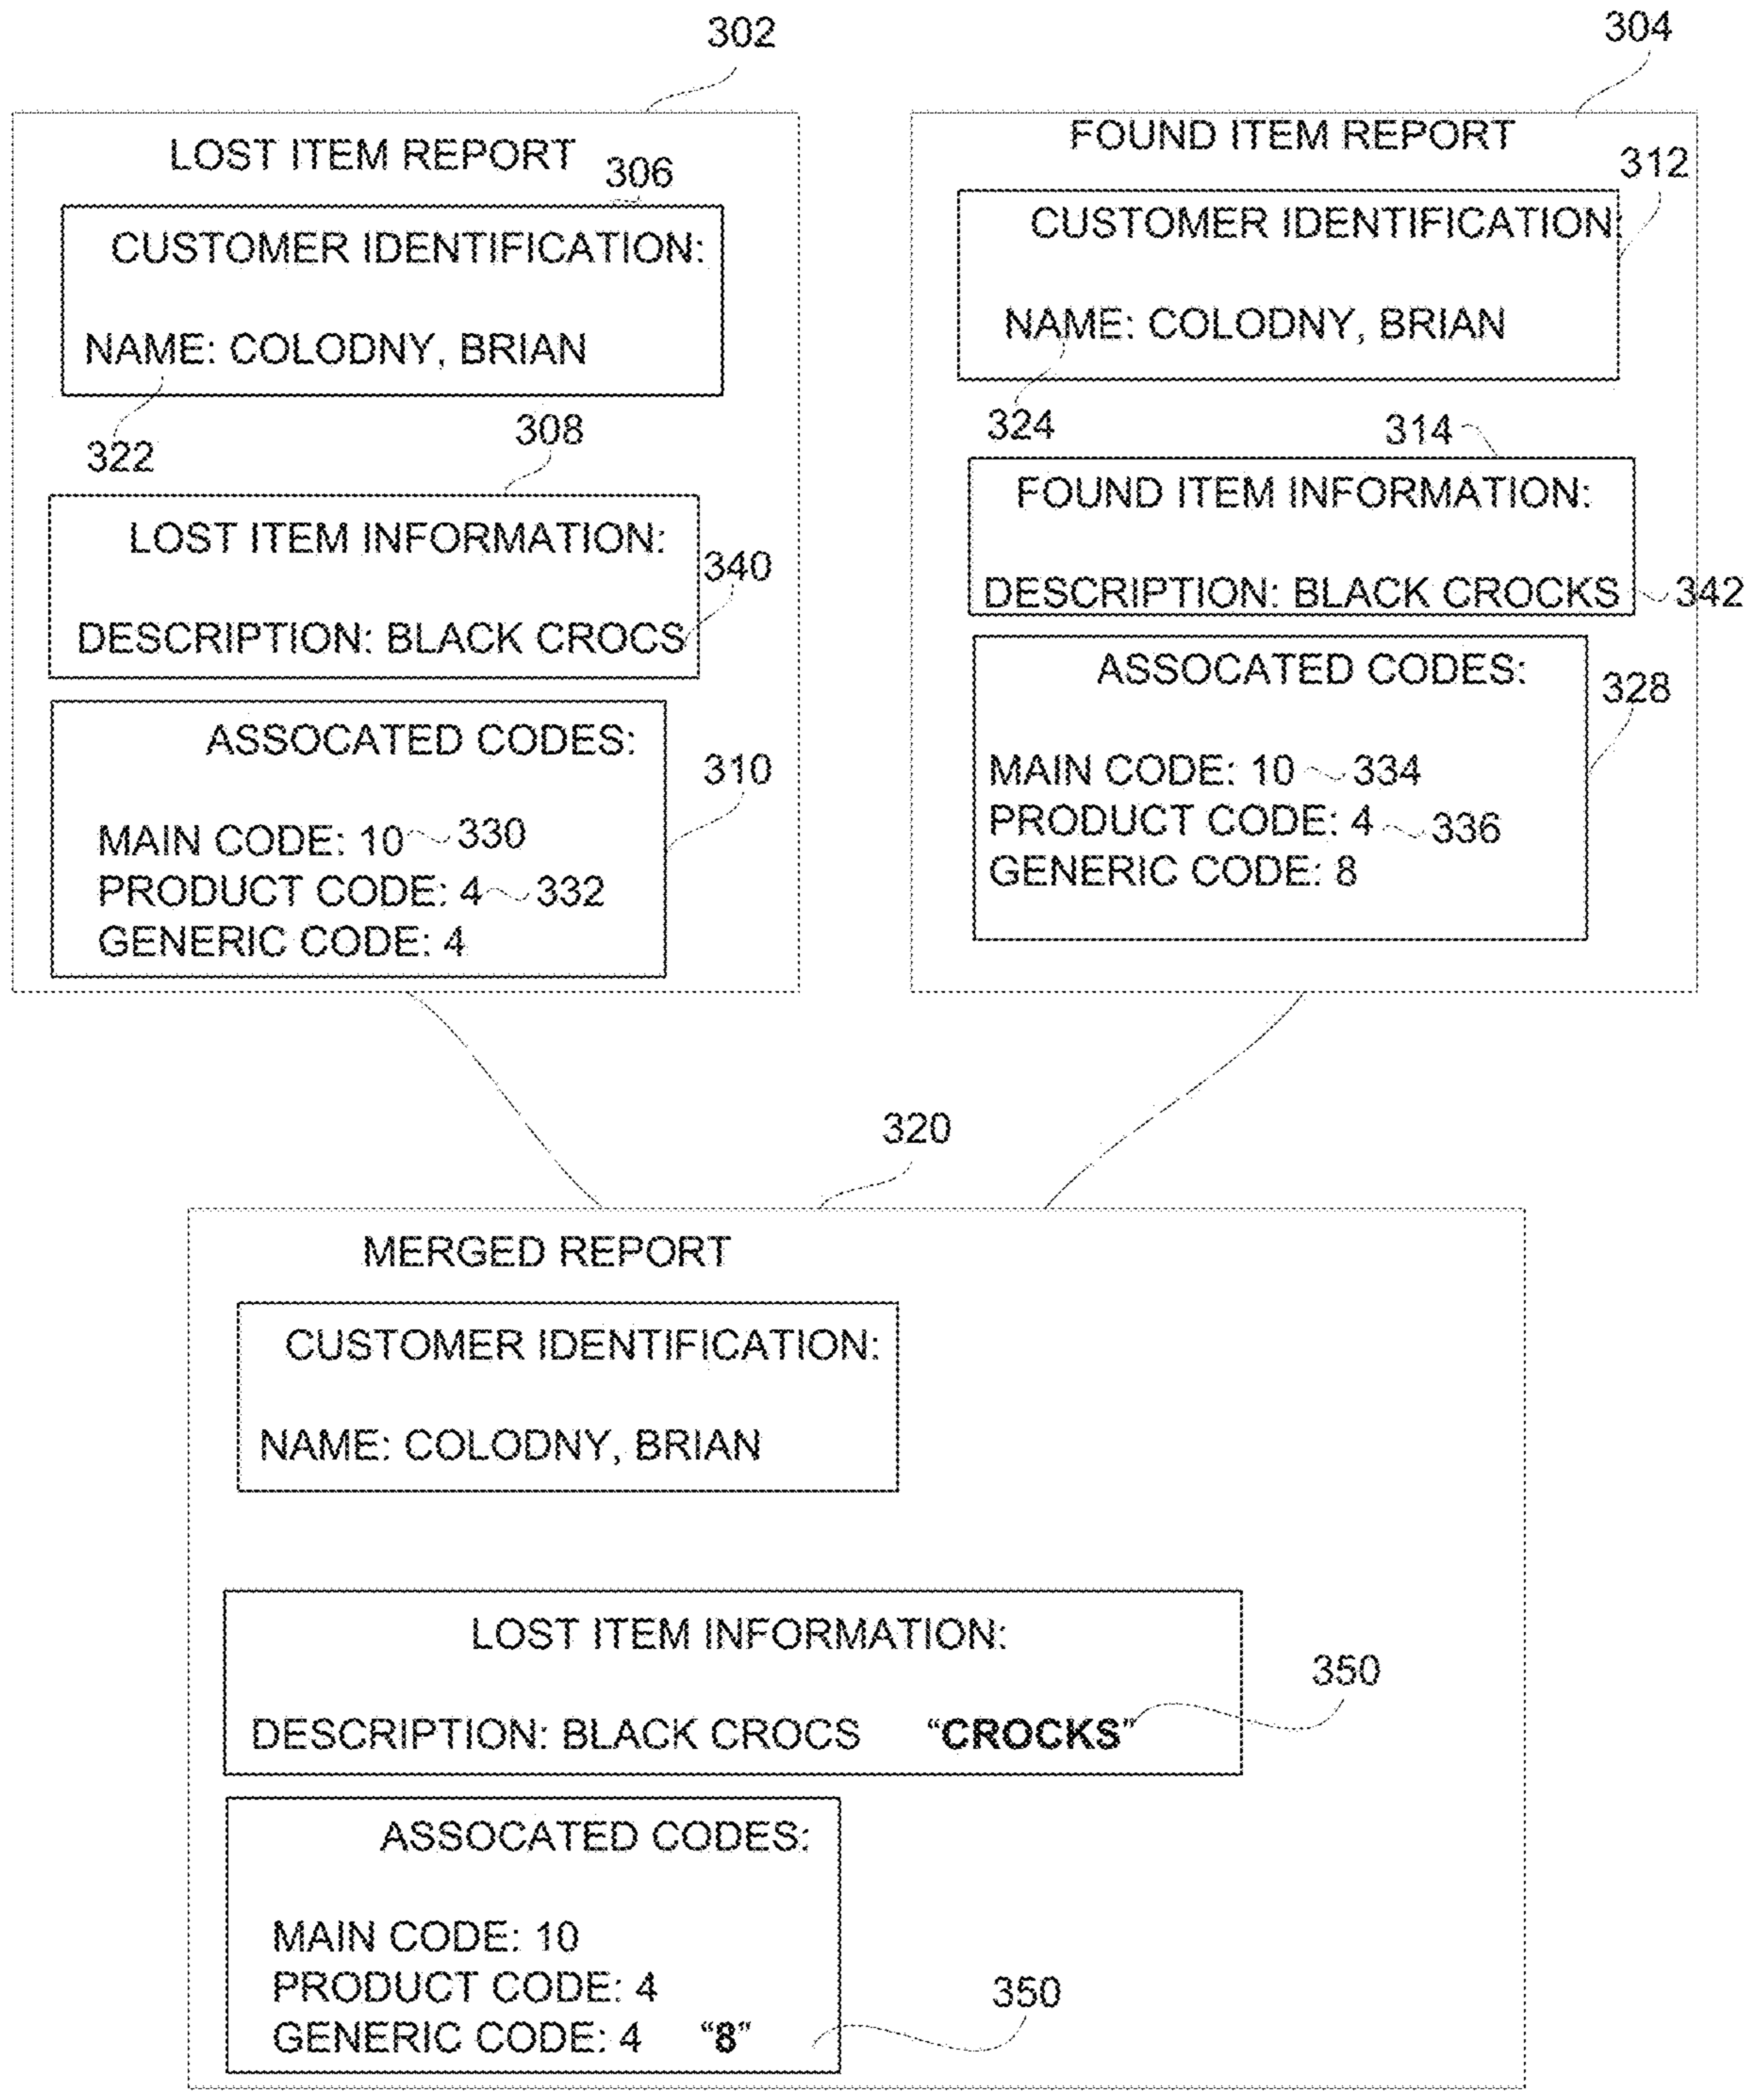 302
LOST ITEM REPORT
306
CUSTOMER IDENTIFICATION:
NAME: COLODNY, BRIAN
322
308
LOST ITEM INFORMATION:
340
DESCRIPTION: BLACK CROCS
ASSOCATED CODES:
310
MAIN CODE: 10 330
PRODUCT CODE: 4 332
GENERIC CODE: 4
304
FOUND ITEM REPORT
312
CUSTOMER IDENTIFICATION:
NAME: COLODNY, BRIAN
324
314
FOUND ITEM INFORMATION:
DESCRIPTION: BLACK CROCKS 342
ASSOCATED CODES:
328
MAIN CODE: 10 334
PRODUCT CODE: 4 336
GENERIC CODE: 8
320
MERGED REPORT
CUSTOMER IDENTIFICATION:
NAME: COLODNY, BRIAN
LOST ITEM INFORMATION:
350
DESCRIPTION: BLACK CROCS “CROCKS”
ASSOCATED CODES:
MAIN CODE: 10
PRODUCT CODE: 4
350
GENERIC CODE: 4 “8”